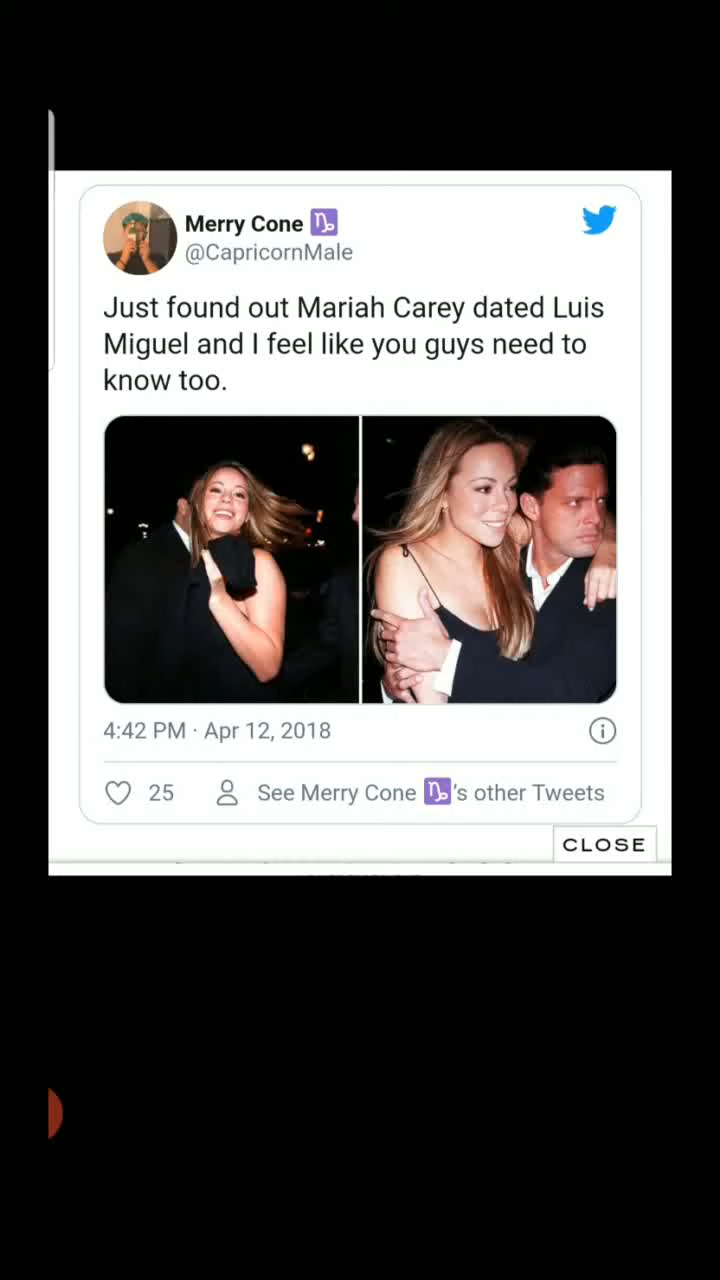 Merry Cone ♑
@CapricornMale
Just found out Mariah Carey dated Luis
Miguel and I feel like you guys need to
know too.
4:42 PM · Apr 12, 2018
25
See Merry Cone ♑'s other Tweets
CLOSE